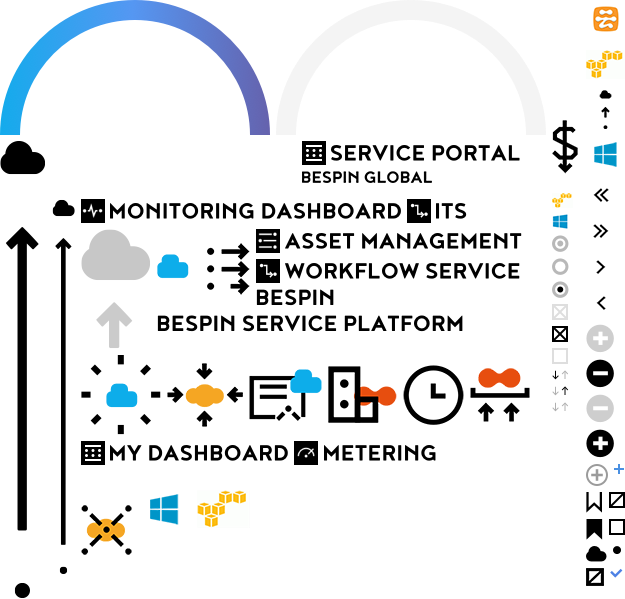 SERVICE PORTAL
BESPIN GLOBAL
MONITORING DASHBOARD ITS
ASSET MANAGEMENT
WORKFLOW SERVICE
BESPIN
BESPIN SERVICE PLATFORM
MY DASHBOARD METERING